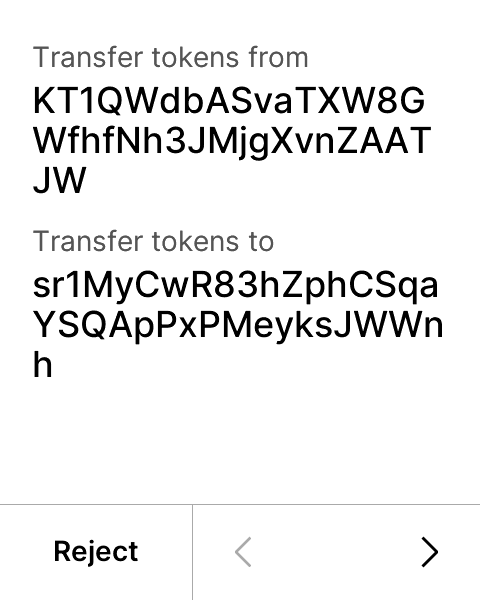 Transfer tokens from
KT1QWdbASvaTXW8G
WfhfNh3JMjgXvnZAAT
JW
Transfer tokens to
sr1MyCwR83hZphCSqa
YSQApPxPMeyksJWWn
h
Reject